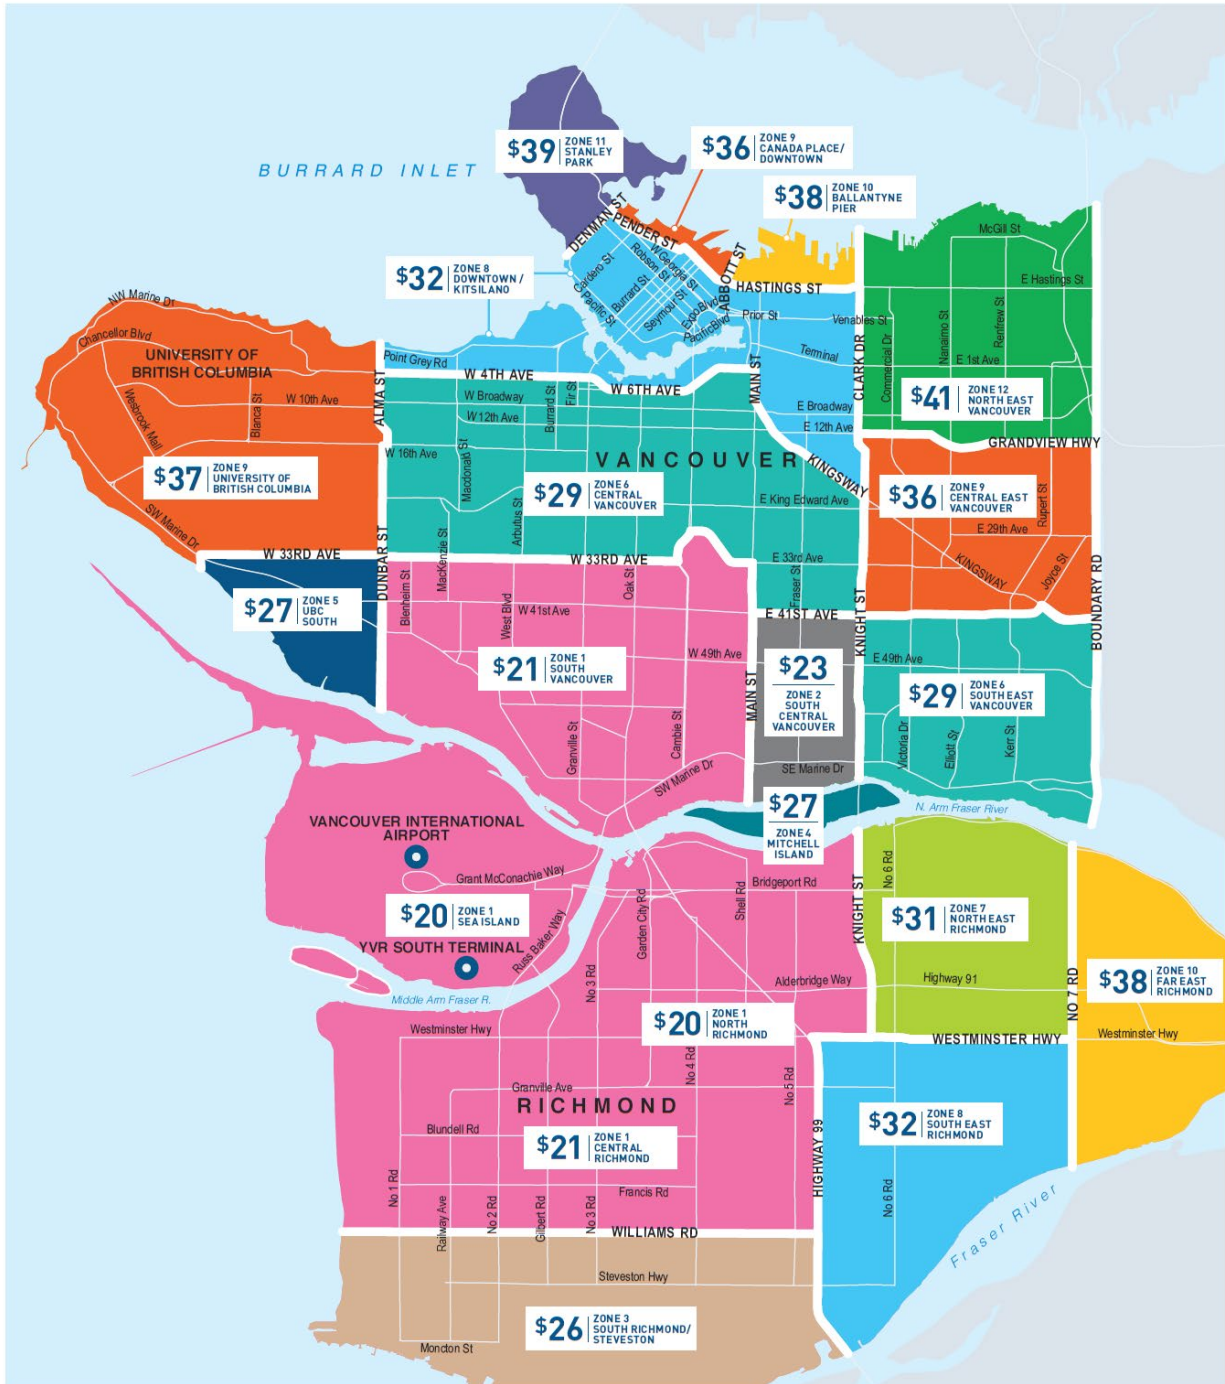 BURRARD INLET
$39
ZONE 11
STANLEY
PARK
$36
ZONE 9
CANADA PLACE/
DOWNTOWN
$38
ZONE 10
BALLANTYNE
PIER
DENMAN ST
PENDER ST
ABBOTT ST
HASTINGS ST
McGill St
E Hastings St
$32
ZONE 8
DOWNTOWN /
KITSILANO
Cardero St
W Georgia St
Robson St
Burrard St
Seymour St
Pacific St
Expo Blvd
Pacific Blvd
Prior St
Venables St
Terminal
Nanaimo St
Renfrew St
E 1st Ave
Commercial Dr
CLARK DR
$41
ZONE 12
NORTH EAST
VANCOUVER
GRANDVIEW HWY
NW Marine D1
Chancellor Blvd
UNIVERSITY OF
BRITISH COLUMBIA
Point Grey Rd
ALMA ST
W 4TH AVE
W 6TH AVE
MAIN ST
Wesbrook Mall
Blanca St
W 10th Ave
W Broadway
Burrard St
Fir St
W 12th Ave
E Broadway
E 12th Ave
W 16th Ave
Macdonald St
VANCOUVER
KINGSWAY
$37
ZONE 9
UNIVERSITY OF
BRITISH COLUMBIA
$29
ZONE 6
CENTRAL
VANCOUVER
E King Edward Ave
$36
ZONE 9
CENTRAL EAST
VANCOUVER
Rupert St
E 29th Ave
SW Marine Dr
Arbutus St
W 33RD AVE
DUNBAR ST
MacKenzie St
W 33RD AVE
E 33rd Ave
KINGSWAY
Joyce St
BOUNDARY RD
$27
ZONE 5
UBC
SOUTH
Blenheim St
West Blvd
W 41st Ave
Oak St
Fraser St
E 41ST AVE
KNIGHT ST
$21
ZONE 1
SOUTH
VANCOUVER
W 49th Ave
MAIN ST
$23
ZONE 2
SOUTH
CENTRAL
VANCOUVER
E 49th Ave
$29
ZONE 6
SOUTH EAST
VANCOUVER
Granville St
Cambie St
SW Marine Dr
SE Marine Dr
Victoria Dr
Elliott St
Kerr St
N. Arm Fraser River
$27
ZONE 4
MITCHELL
ISLAND
VANCOUVER INTERNATIONAL
AIRPORT
Grant McConachie Way
$20
ZONE 1
SEA ISLAND
Russ Baker Way
YVR SOUTH TERMINAL
Middle Arm Fraser R.
Garden City Rd
Shell Rd
Bridgeport Rd
KNIGHT ST
No 6 Rd
$31
ZONE 7
NORTH EAST
RICHMOND
No 3 Rd
Alderbridge Way
Highway 91
NO 7 RD
$38
ZONE 10
FAR EAST
RICHMOND
$20
ZONE 1
NORTH
RICHMOND
Westminster Hwy
WESTMINSTER HWY
Westminster Hwy
No 4 Rd
No 5 Rd
Granville Ave
RICHMOND
Blundell Rd
$21
ZONE 1
CENTRAL
RICHMOND
$32
ZONE 8
SOUTH EAST
RICHMOND
HIGHWAY 99
No 1 Rd
Railway Ave
No 2 Rd
Gilbert Rd
No 3 Rd
Francis Rd
No 6 Rd
WILLIAMS RD
Fraser River
Steveston Hwy
$26
ZONE 3
SOUTH RICHMOND/
STEVESTON
Moncton St